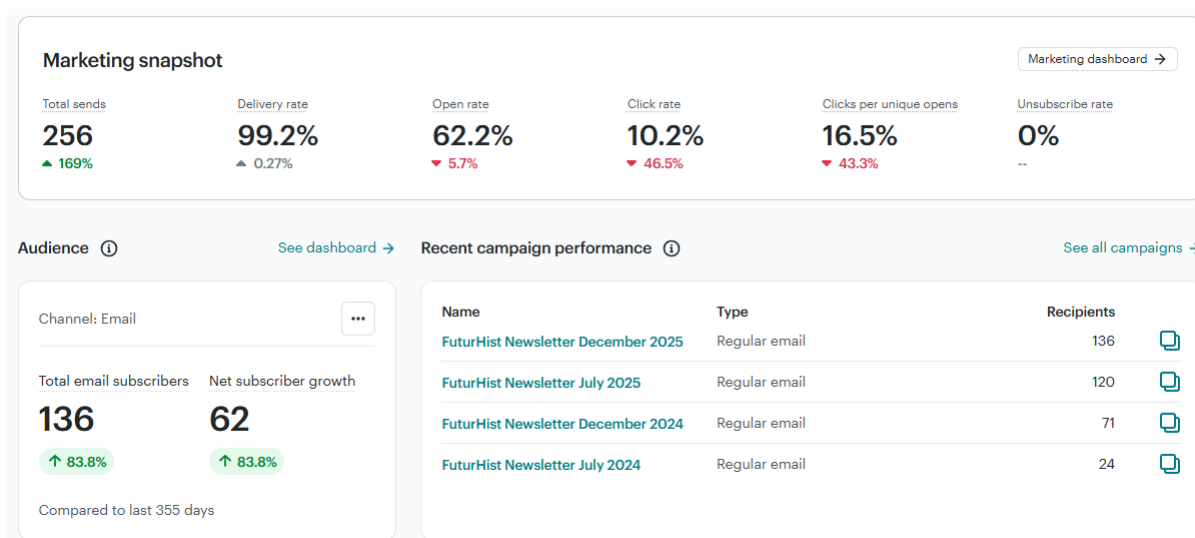 Marketing snapshot
Marketing dashboard →
Total sends
Delivery rate
Open rate
Click rate
Clicks per unique opens
Unsubscribe rate
256
99.2%
62.2%
10.2%
16.5%
0%
169%
0.27%
5.7%
46.5%
43.3%
--
Audience
See dashboard →
Recent campaign performance
See all campaigns
Channel: Email
Total email subscribers
Net subscriber growth
136
62
↑ 83.8%
↑ 83.8%
Compared to last 355 days
Name Type Recipients
FuturHist Newsletter December 2025 Regular email 136
FuturHist Newsletter July 2025 Regular email 120
FuturHist Newsletter December 2024 Regular email 71
FuturHist Newsletter July 2024 Regular email 24